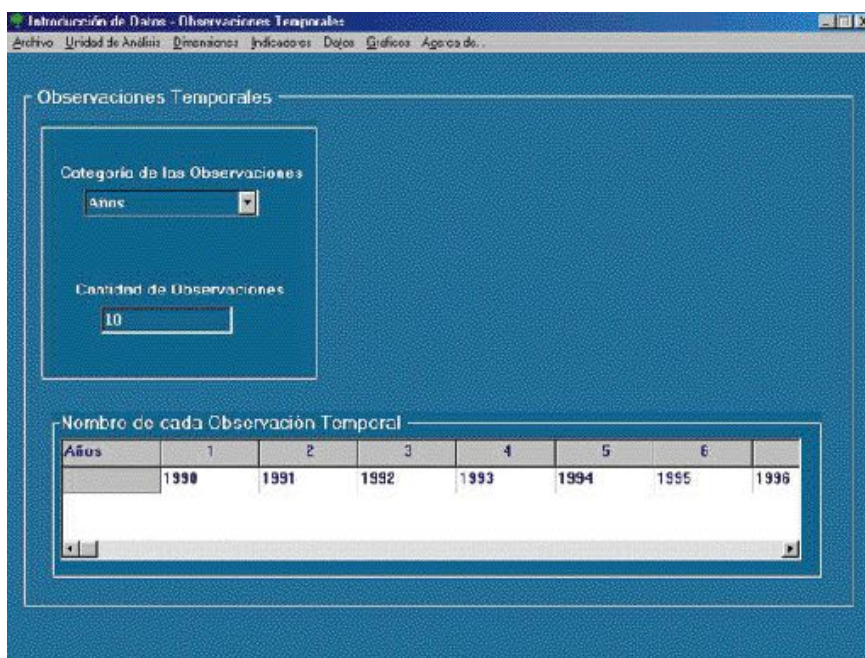 Introducción de Datos - Observaciones Temporales
Archivo Unidad de Análisis Dimensiones Indicadores Datos Gráficos Acerca de..
Observaciones Temporales
Categoría de las Observaciones
Años
Cantidad de Observaciones
10
Nombre de cada Observación Temporal
Años 1 2 3 4 5 6
1990 1991 1992 1993 1994 1995 1996